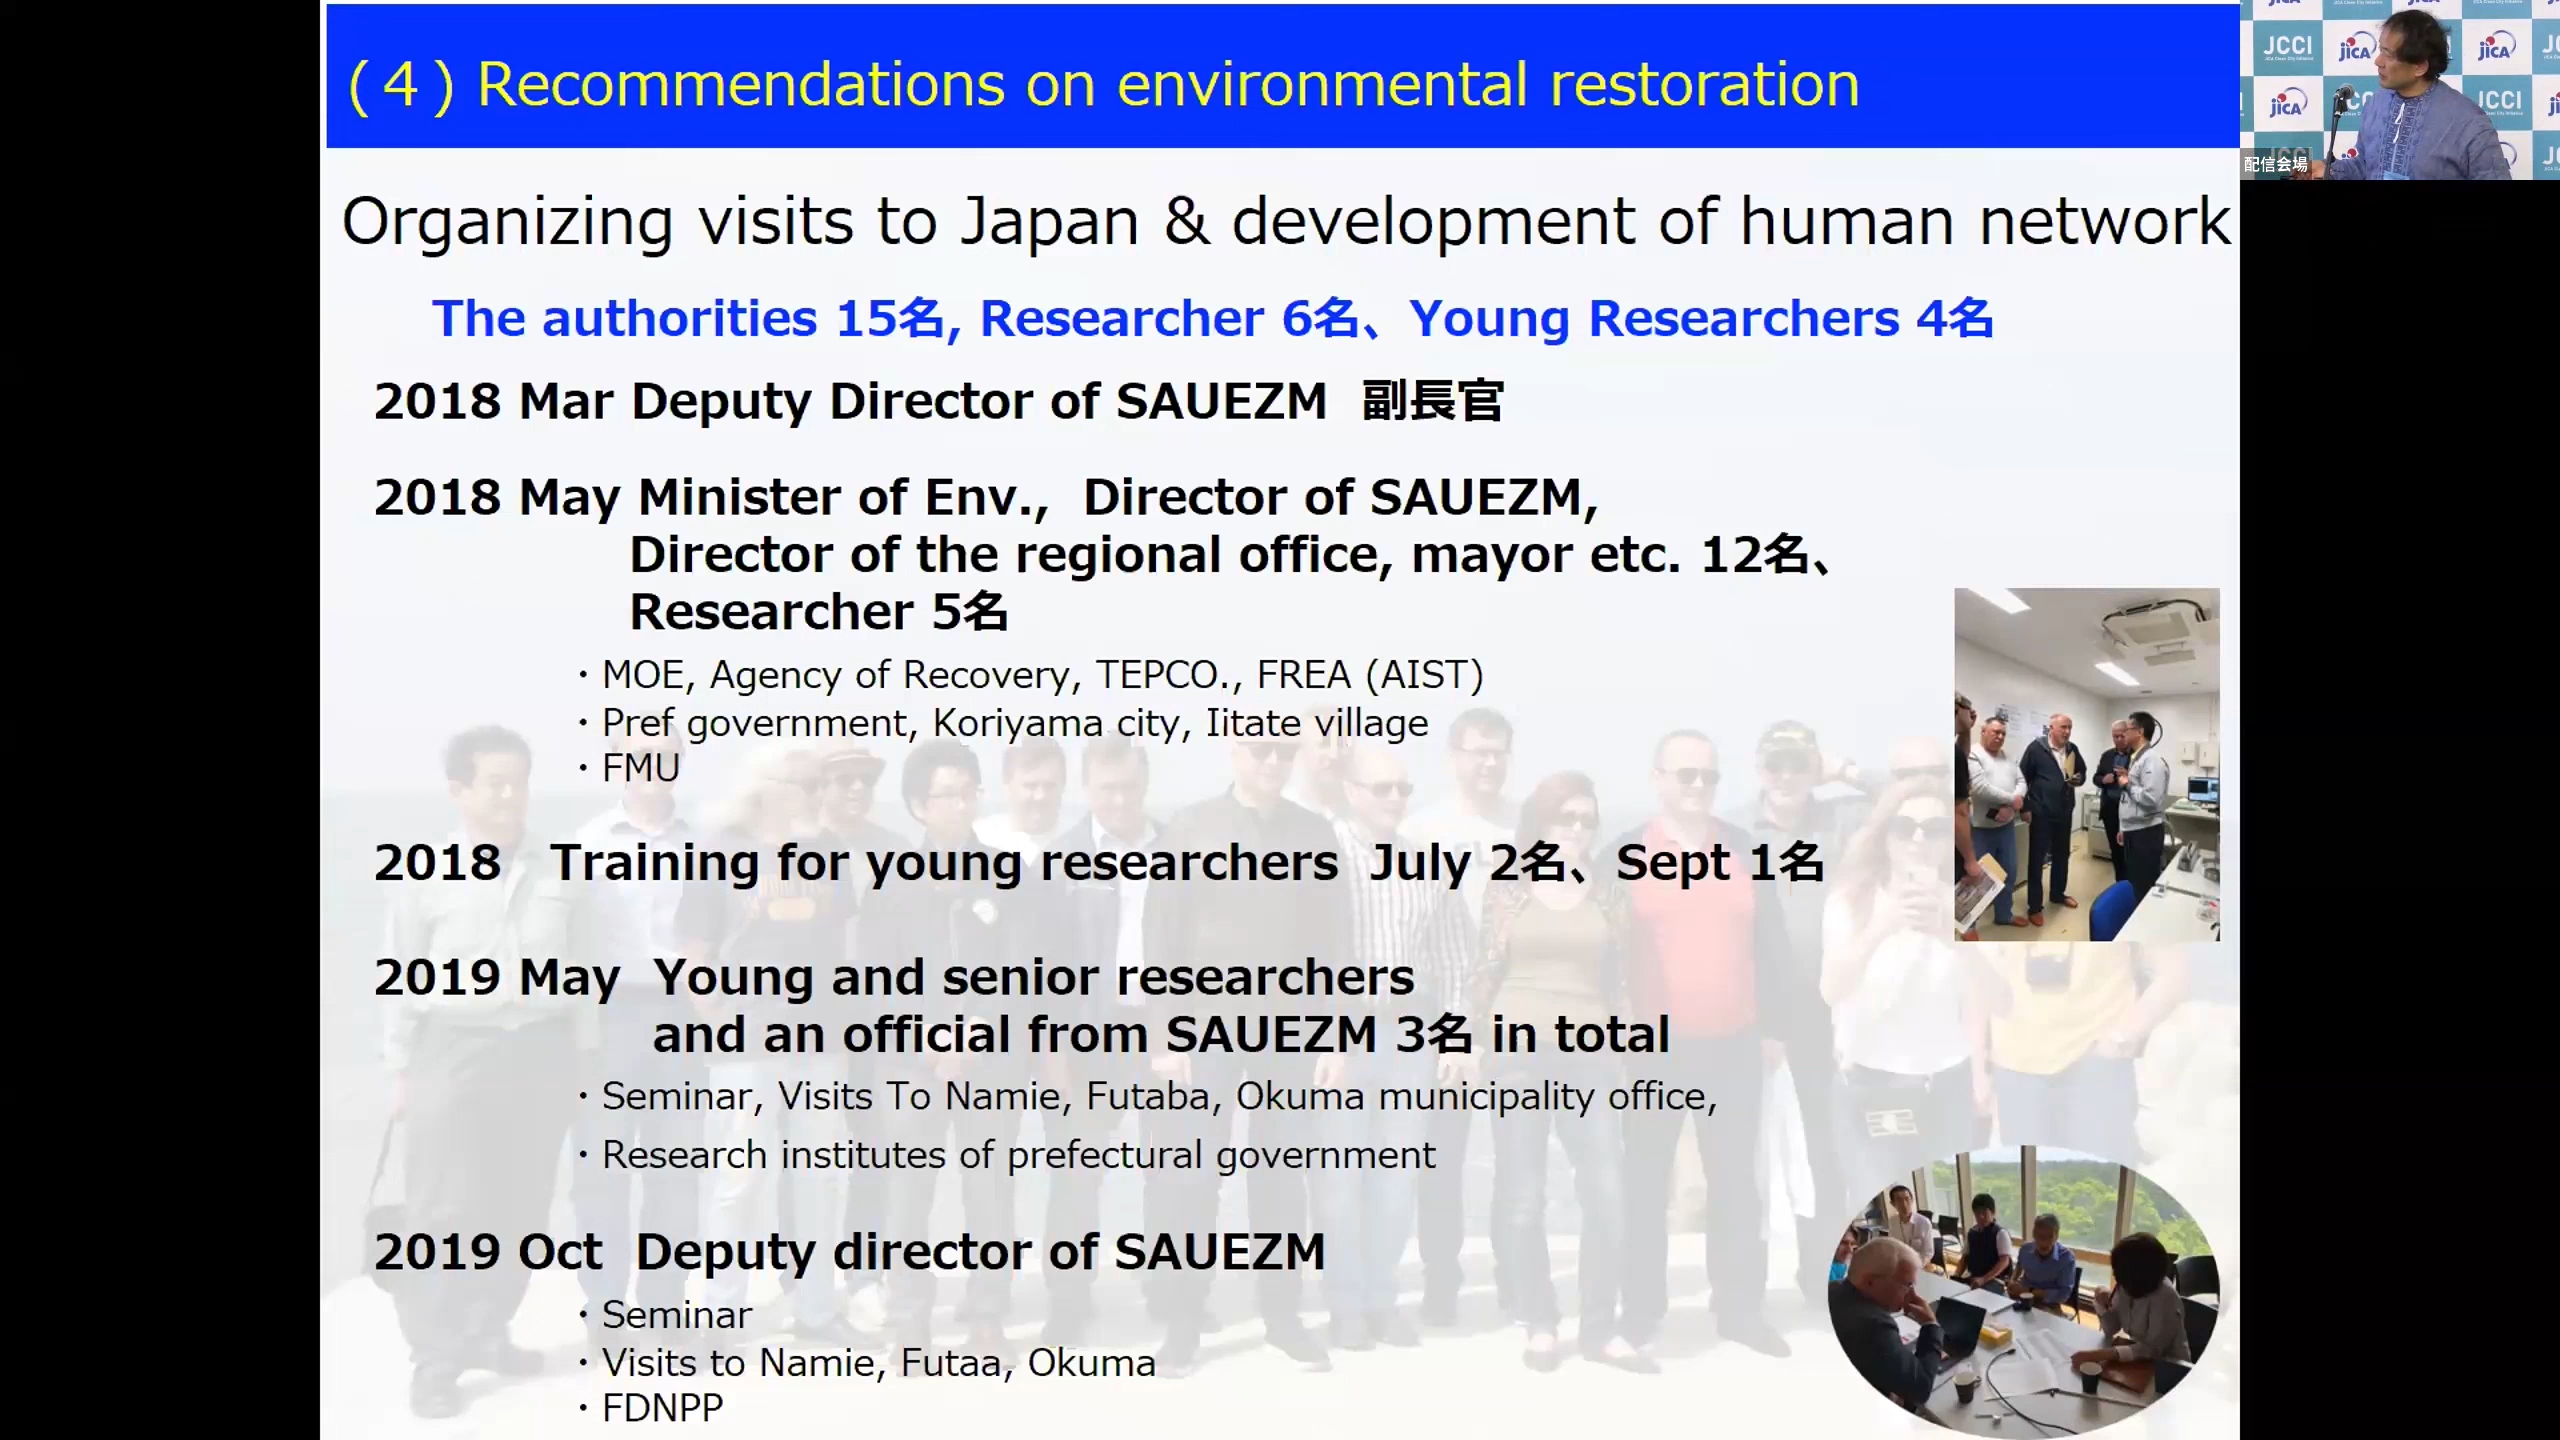 (４) Recommendations on environmental restoration
Organizing visits to Japan & development of human network
The authorities 15名, Researcher 6名、Young Researchers 4名
2018 Mar Deputy Director of SAUEZM 副長官
2018 May Minister of Env., Director of SAUEZM,
Director of the regional office, mayor etc. 12名、
Researcher 5名
・MOE, Agency of Recovery, TEPCO., FREA (AIST)
・Pref government, Koriyama city, Iitate village
・FMU
2018 Training for young researchers July 2名、Sept 1名
2019 May Young and senior researchers
and an official from SAUEZM 3名 in total
・Seminar, Visits To Namie, Futaba, Okuma municipality office,
・Research institutes of prefectural government
2019 Oct Deputy director of SAUEZM
・Seminar
・Visits to Namie, Futaa, Okuma
・FDNPP
JCCI
JICA Clean City Initiative
jica
jica
jica
JCCI
配信会場